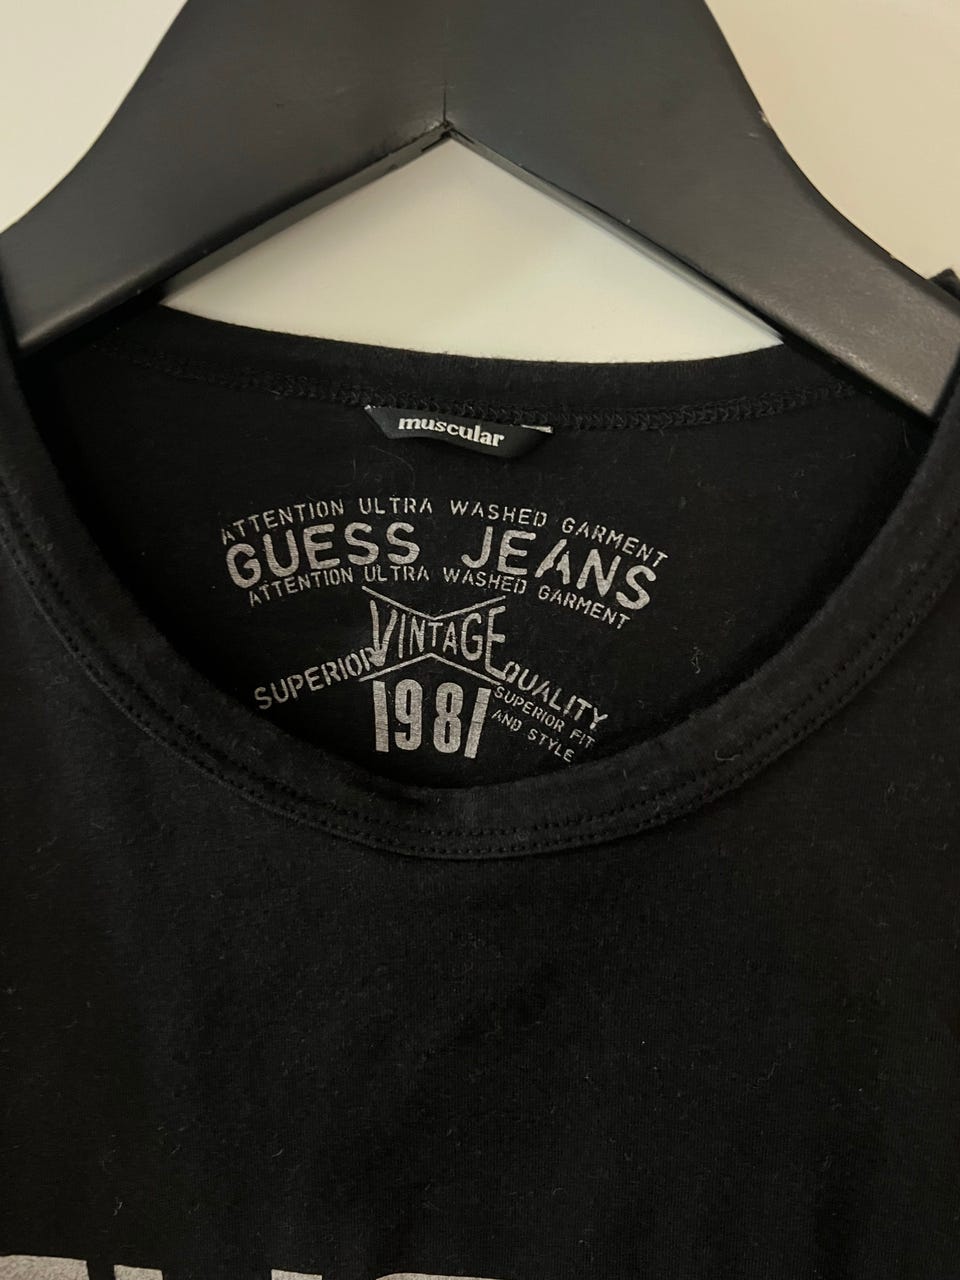 muscular
ATTENTION ULTRA WASHED GARMENT
GUESS JEANS
ATTENTION ULTRA WASHED GARMENT
VINTAGE
SUPERIOR QUALITY
1981
SUPERIOR FIT
AND STYLE